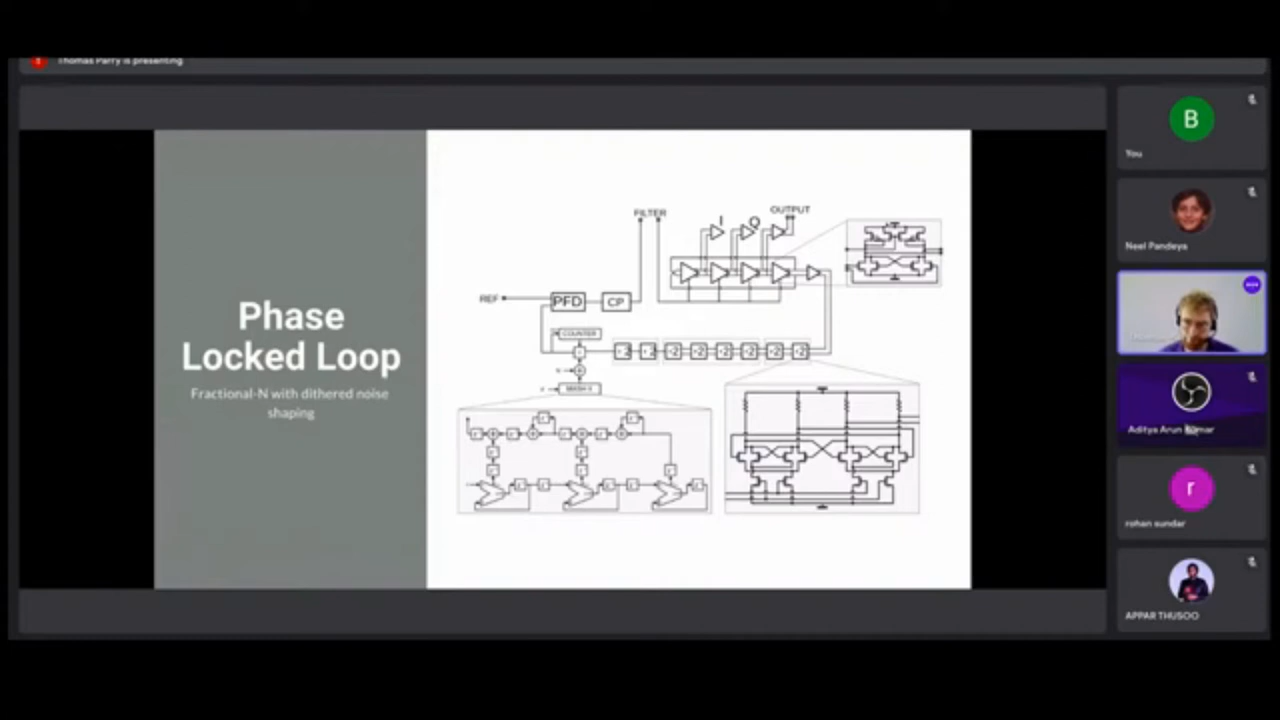 Thomas Parry is presenting
Phase
Locked Loop
Fractional-N with dithered noise
shaping
FILTER
I
Q
OUTPUT
REF
PFD
CP
COUNTER
B
You
Neel Pandeya
Aditya Arun Kumar
r
rohan sundar
APPAR THUSOO